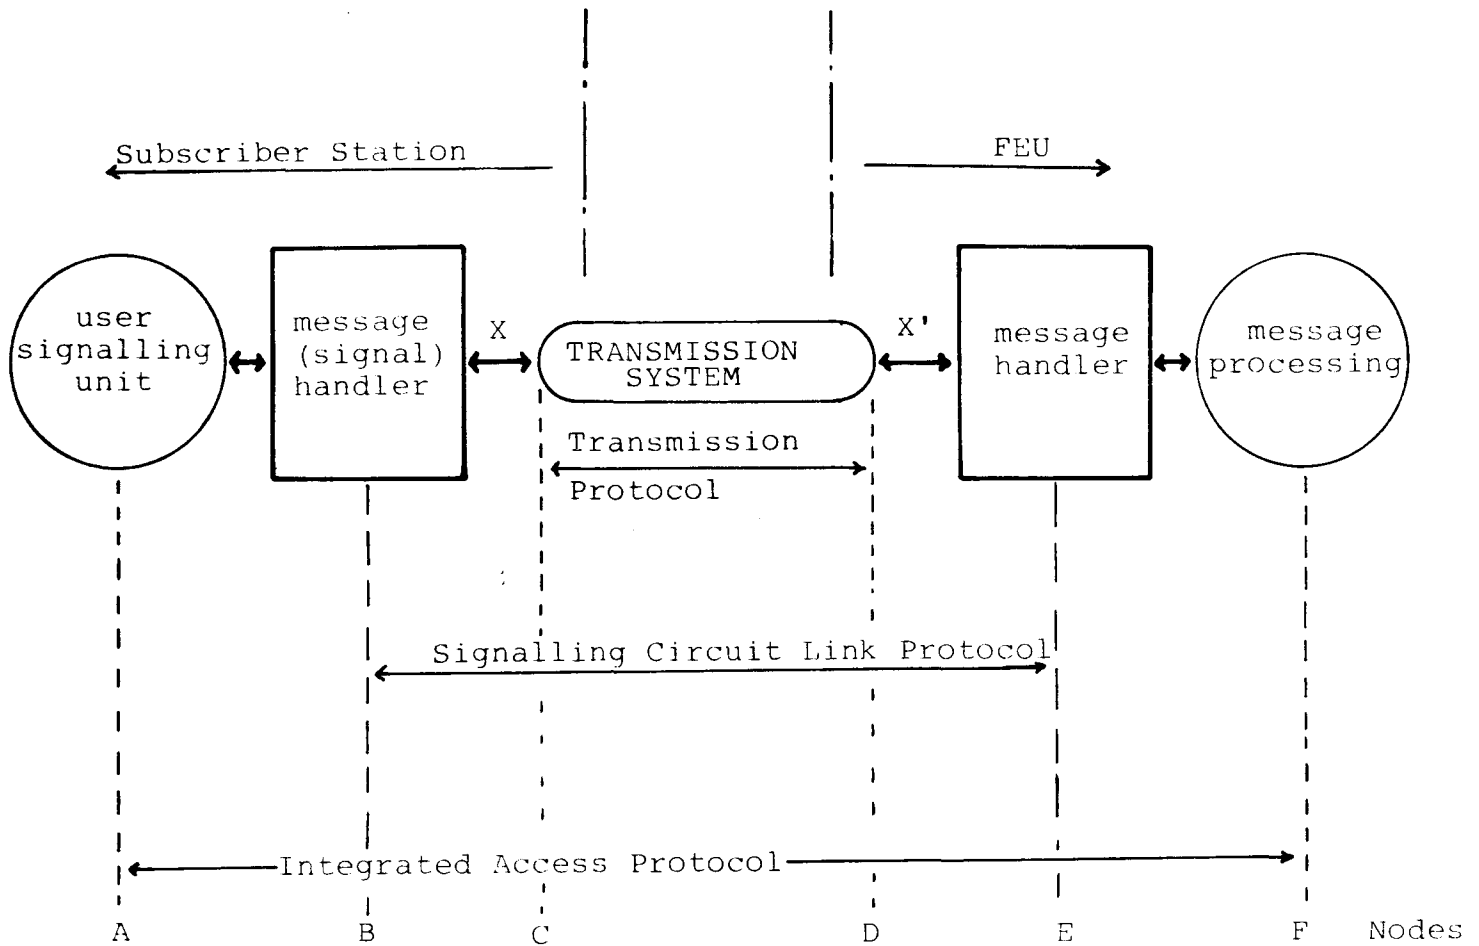 Subscriber Station
FEU
user
signalling
unit
message
(signal)
handler
X
TRANSMISSION
SYSTEM
X'
message
handler
message
processing
Transmission
Protocol
Signalling Circuit Link Protocol
Integrated Access Protocol
A B C D E F Nodes